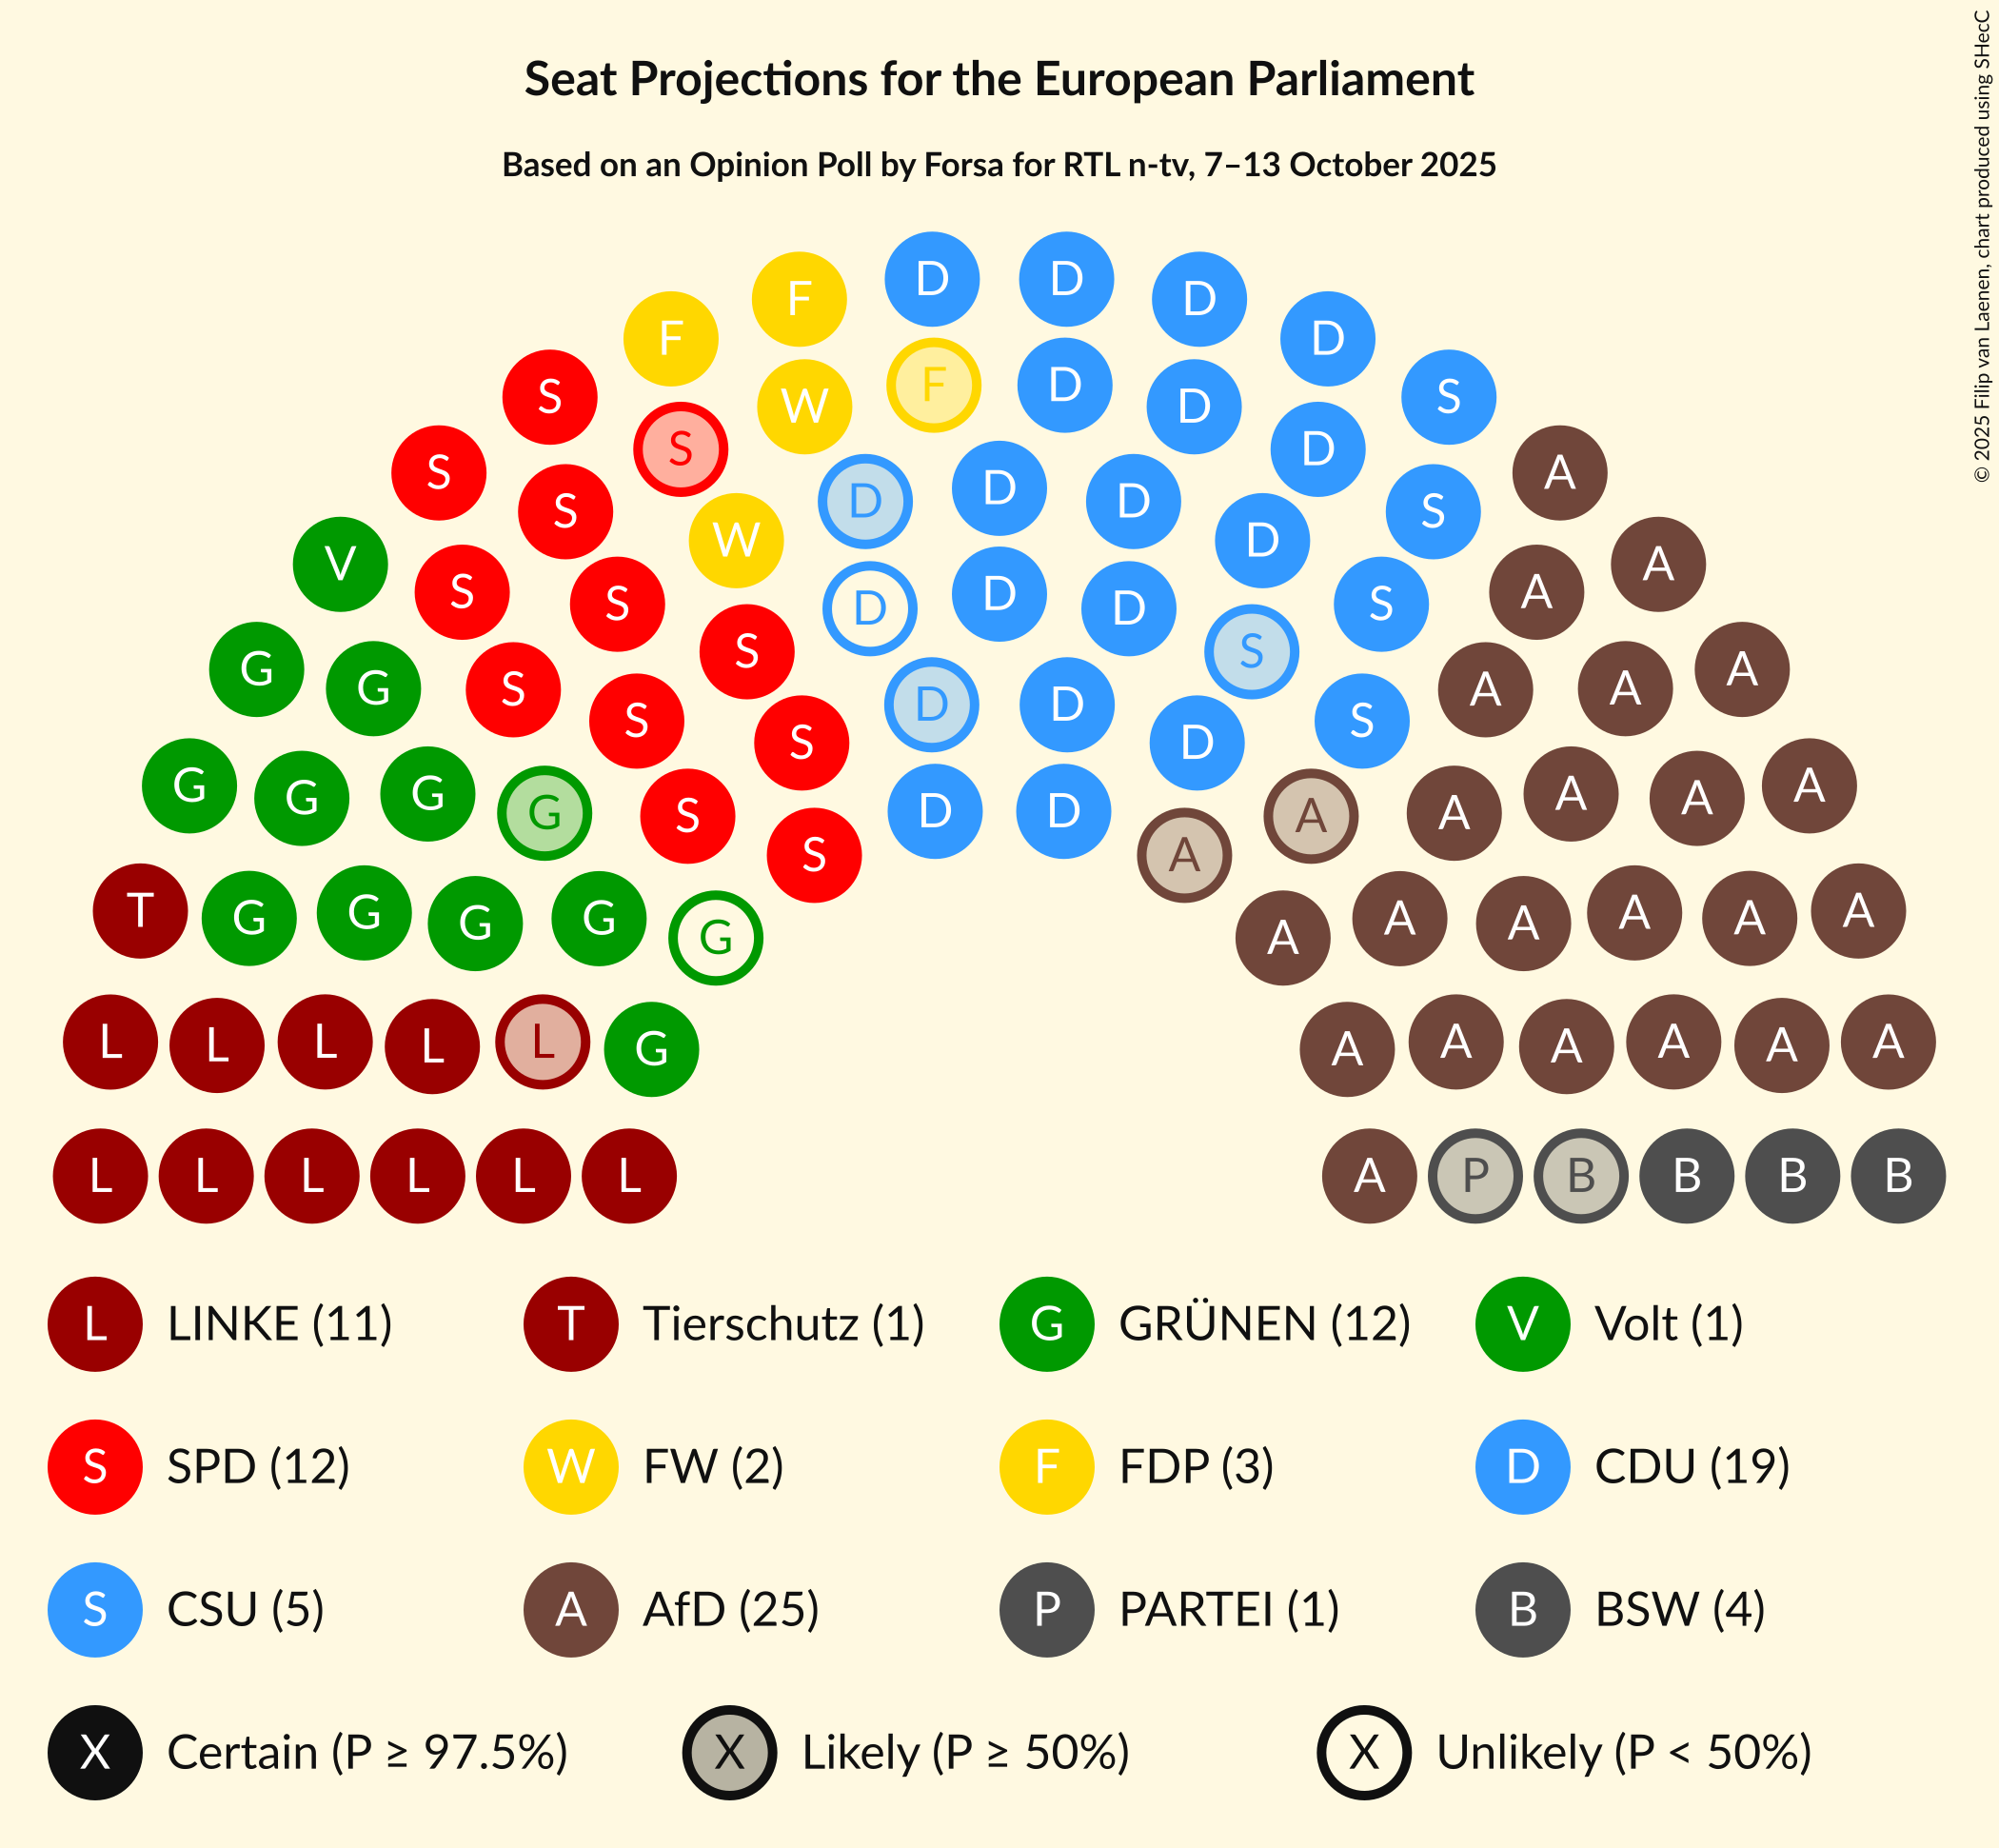 Seat Projections for the European Parliament
Based on an Opinion Poll by Forsa for RTL n-tv, 7–13 October 2025
© 2025 Filip van Laenen, chart produced using SHecC
D D
F D
F D
D
S S
W D
F
S D
S A
D
S S
D D
W D
V A
S A
D D
S S
S S
G A
G A
S A
D D
S S
S D
G A
G A
G A
G A
D D
S A
S A
T A
G A
G A
G A
G A
G A
L L L L L G A A A A A A
L L L L L L A P B B B B
L LINKE (11) T Tierschutz (1) G GRÜNEN (12) V Volt (1)
S SPD (12) W FW (2) F FDP (3) D CDU (19)
S CSU (5) A AfD (25) P PARTEI (1) B BSW (4)
X Certain (P ≥ 97.5%) X Likely (P ≥ 50%) X Unlikely (P < 50%)